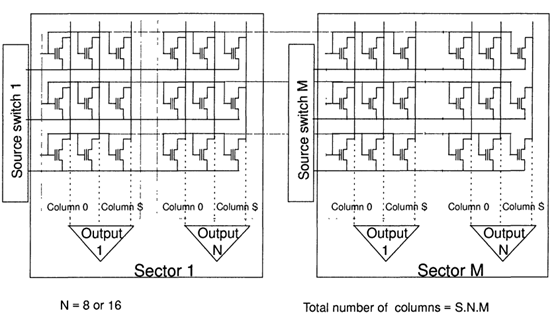 Source switch 1
Column 0
Column S
Column 0
Column S
Output
1
Output
N
Sector 1
Source switch M
Column 0
Column S
Column 0
Column S
Output
1
Output
N
Sector M
N = 8 or 16
Total number of columns = S.N.M